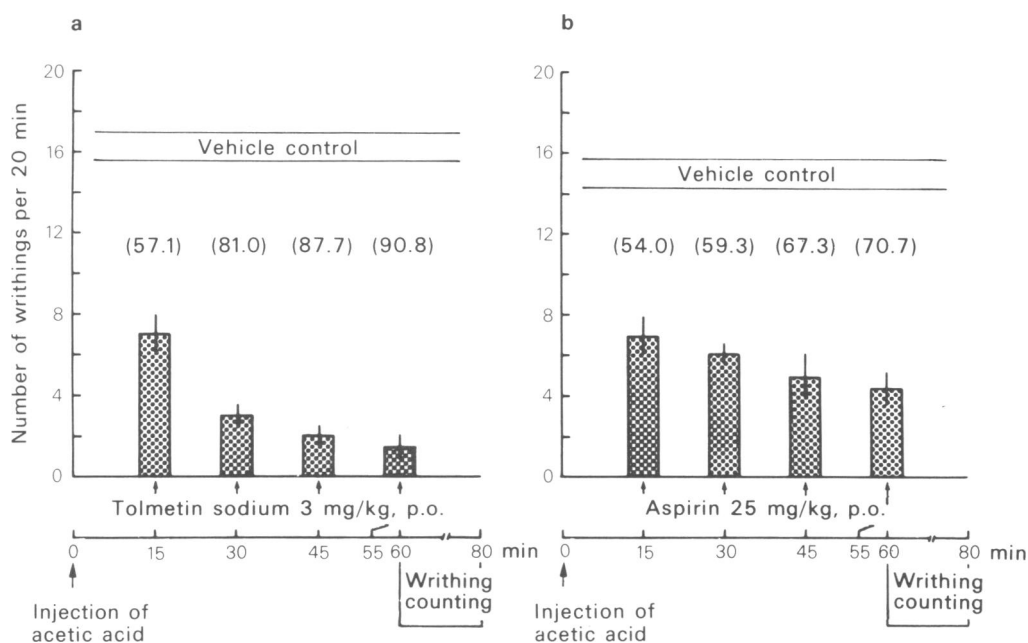 a
Number of writhings per 20 min
20
16
12
8
4
0
Vehicle control
(57.1) (81.0) (87.7) (90.8)
Tolmetin sodium 3 mg/kg, p.o.
0 15 30 45 55 60 80 min
Injection of
acetic acid
Writhing
counting
b
20
16
12
8
4
0
Vehicle control
(54.0) (59.3) (67.3) (70.7)
Aspirin 25 mg/kg, p.o.
0 15 30 45 55 60 80 min
Injection of
acetic acid
Writhing
counting